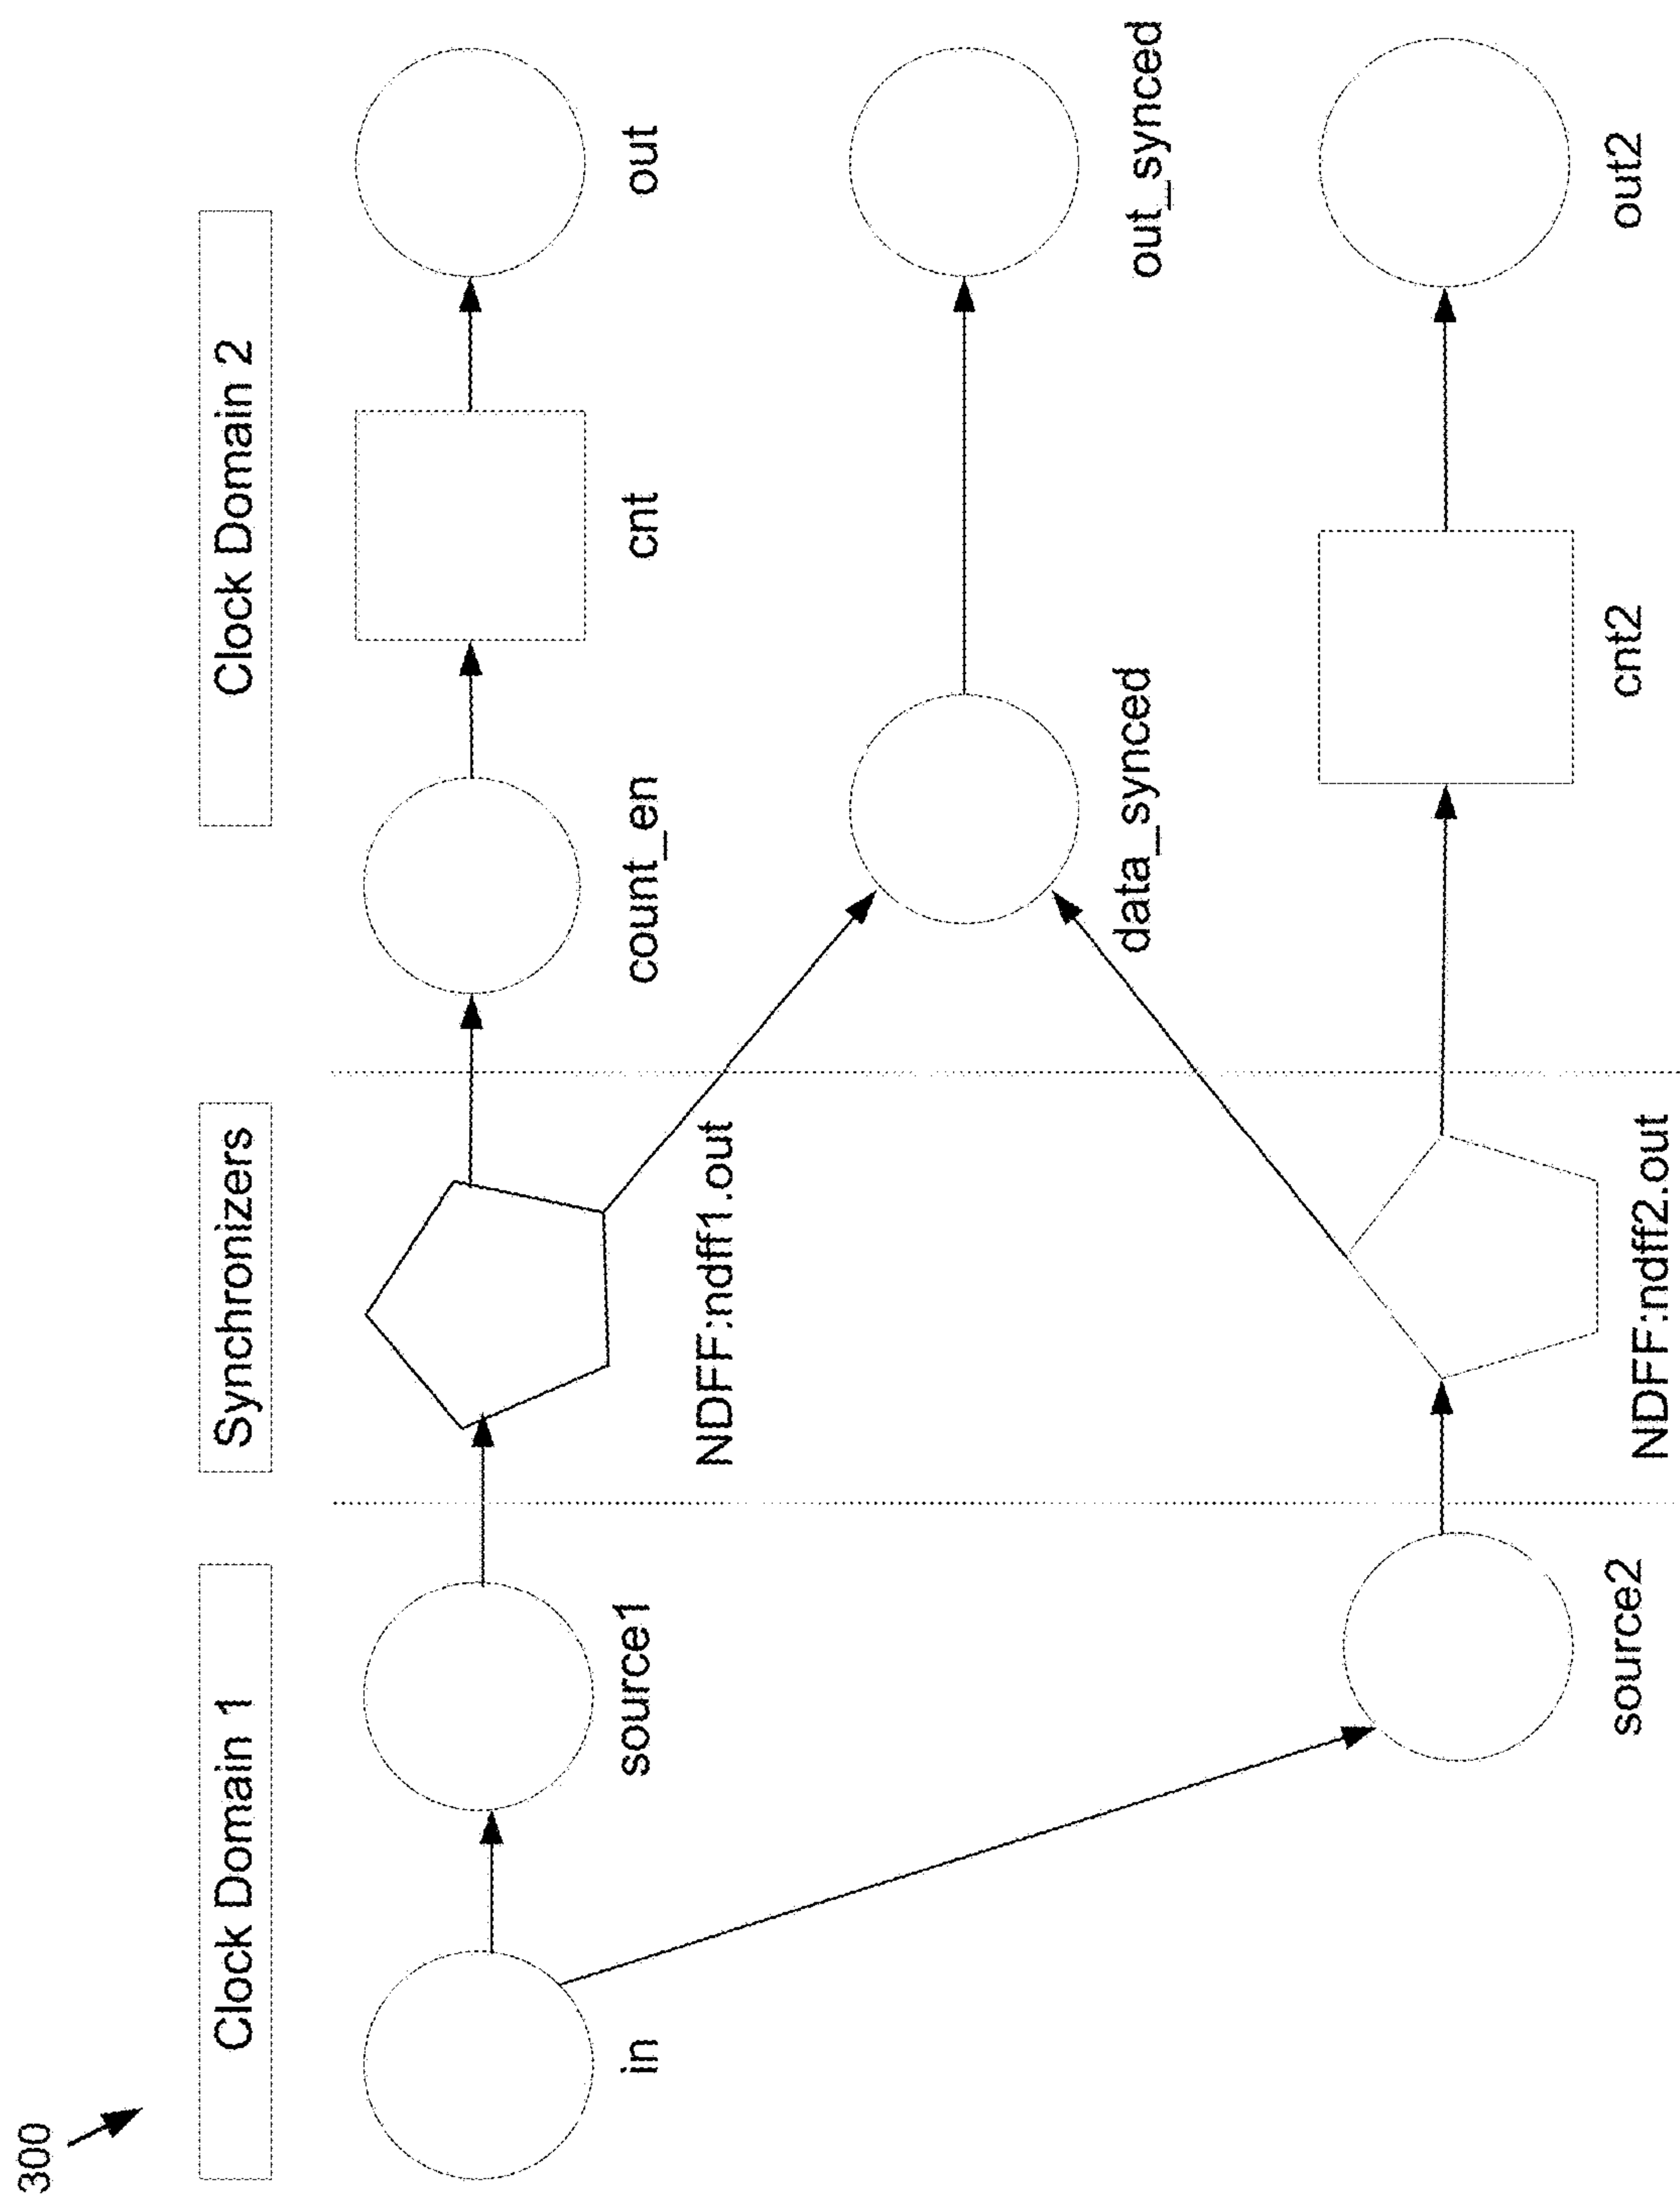 300
Clock Domain 1
Synchronizers
Clock Domain 2
in
source1
NDFF:ndff1.out
count_en
cnt
out
data_synced
out_synced
source2
NDFF:ndff2.out
cnt2
out2